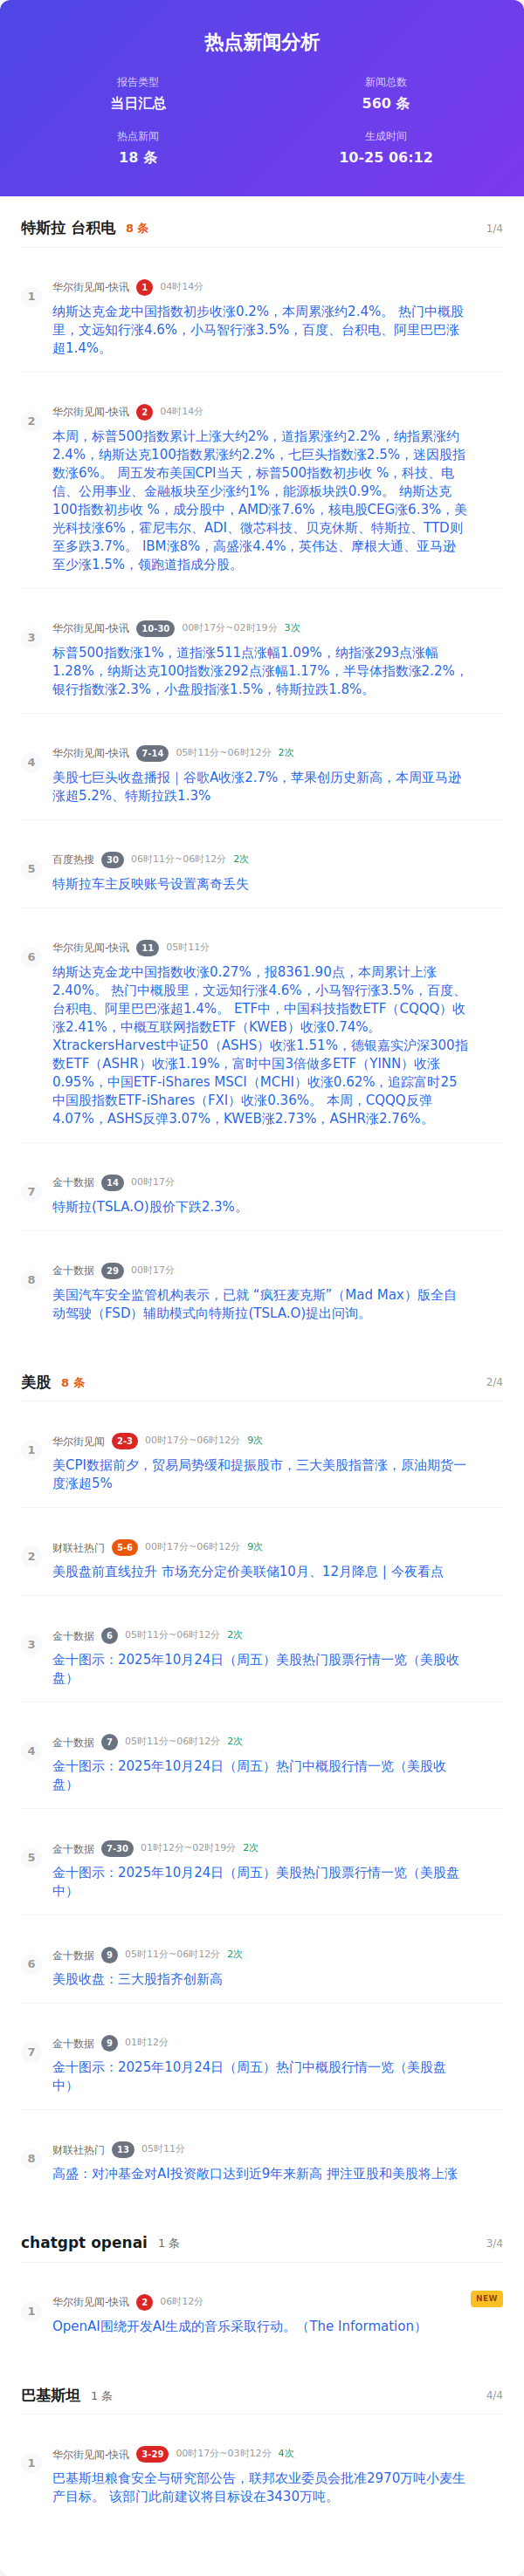 热点新闻分析
报告类型
当日汇总
新闻总数
560 条
热点新闻
18 条
生成时间
10-25 06:12
特斯拉 台积电 8 条 1/4
1
华尔街见闻-快讯 1 04时14分
纳斯达克金龙中国指数初步收涨0.2%，本周累涨约2.4%。 热门中概股
里，文远知行涨4.6%，小马智行涨3.5%，百度、台积电、阿里巴巴涨
超1.4%。
2
华尔街见闻-快讯 2 04时14分
本周，标普500指数累计上涨大约2%，道指累涨约2.2%，纳指累涨约
2.4%，纳斯达克100指数累涨约2.2%，七巨头指数涨2.5%，迷因股指
数涨6%。 周五发布美国CPI当天，标普500指数初步收 %，科技、电
信、公用事业、金融板块至少涨约1%，能源板块跌0.9%。 纳斯达克
100指数初步收 %，成分股中，AMD涨7.6%，核电股CEG涨6.3%，美
光科技涨6%，霍尼韦尔、ADI、微芯科技、贝克休斯、特斯拉、TTD则
至多跌3.7%。 IBM涨8%，高盛涨4.4%，英伟达、摩根大通、亚马逊
至少涨1.5%，领跑道指成分股。
3
华尔街见闻-快讯 10-30 00时17分~02时19分 3次
标普500指数涨1%，道指涨511点涨幅1.09%，纳指涨293点涨幅
1.28%，纳斯达克100指数涨292点涨幅1.17%，半导体指数涨2.2%，
银行指数涨2.3%，小盘股指涨1.5%，特斯拉跌1.8%。
4
华尔街见闻-快讯 7-14 05时11分~06时12分 2次
美股七巨头收盘播报｜谷歌A收涨2.7%，苹果创历史新高，本周亚马逊
涨超5.2%、特斯拉跌1.3%
5
百度热搜 30 06时11分~06时12分 2次
特斯拉车主反映账号设置离奇丢失
6
华尔街见闻-快讯 11 05时11分
纳斯达克金龙中国指数收涨0.27%，报8361.90点，本周累计上涨
2.40%。 热门中概股里，文远知行涨4.6%，小马智行涨3.5%，百度、
台积电、阿里巴巴涨超1.4%。 ETF中，中国科技指数ETF（CQQQ）收
涨2.41%，中概互联网指数ETF（KWEB）收涨0.74%。
XtrackersHarvest中证50（ASHS）收涨1.51%，德银嘉实沪深300指
数ETF（ASHR）收涨1.19%，富时中国3倍做多ETF（YINN）收涨
0.95%，中国ETF-iShares MSCI（MCHI）收涨0.62%，追踪富时25
中国股指数ETF-iShares（FXI）收涨0.36%。 本周，CQQQ反弹
4.07%，ASHS反弹3.07%，KWEB涨2.73%，ASHR涨2.76%。
7
金十数据 14 00时17分
特斯拉(TSLA.O)股价下跌2.3%。
8
金十数据 29 00时17分
美国汽车安全监管机构表示，已就 “疯狂麦克斯”（Mad Max）版全自
动驾驶（FSD）辅助模式向特斯拉(TSLA.O)提出问询。
美股 8 条 2/4
1
华尔街见闻 2-3 00时17分~06时12分 9次
美CPI数据前夕，贸易局势缓和提振股市，三大美股指普涨，原油期货一
度涨超5%
2
财联社热门 5-6 00时17分~06时12分 9次
美股盘前直线拉升 市场充分定价美联储10月、12月降息 | 今夜看点
3
金十数据 6 05时11分~06时12分 2次
金十图示：2025年10月24日（周五）美股热门股票行情一览（美股收
盘）
4
金十数据 7 05时11分~06时12分 2次
金十图示：2025年10月24日（周五）热门中概股行情一览（美股收
盘）
5
金十数据 7-30 01时12分~02时19分 2次
金十图示：2025年10月24日（周五）美股热门股票行情一览（美股盘
中）
6
金十数据 9 05时11分~06时12分 2次
美股收盘：三大股指齐创新高
7
金十数据 9 01时12分
金十图示：2025年10月24日（周五）热门中概股行情一览（美股盘
中）
8
财联社热门 13 05时11分
高盛：对冲基金对AI投资敞口达到近9年来新高 押注亚股和美股将上涨
chatgpt openai 1 条 3/4
1
华尔街见闻-快讯 2 06时12分 NEW
OpenAI围绕开发AI生成的音乐采取行动。（The Information）
巴基斯坦 1 条 4/4
1
华尔街见闻-快讯 3-29 00时17分~03时12分 4次
巴基斯坦粮食安全与研究部公告，联邦农业委员会批准2970万吨小麦生
产目标。 该部门此前建议将目标设在3430万吨。